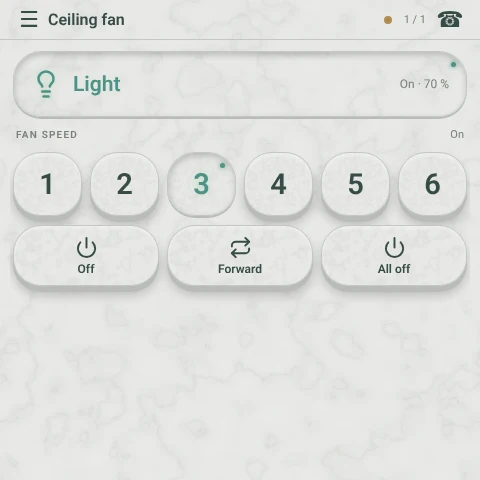 Ceiling fan
1 / 1
Light
On · 70 %
FAN SPEED
On
1 2 3 4 5 6
Off
Forward
All off